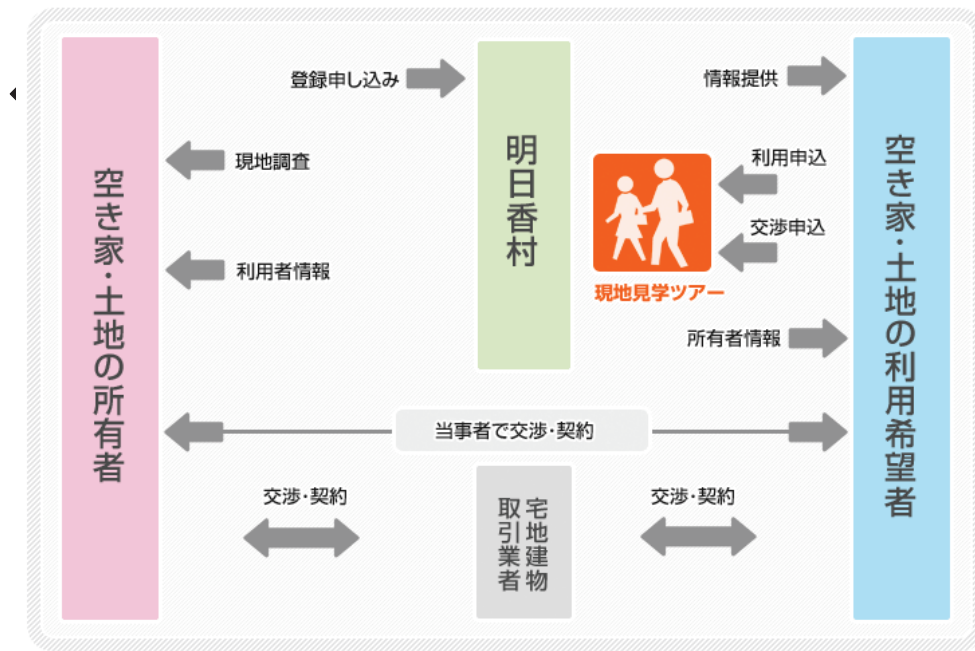 空き家・土地の所有者
登録申し込み
現地調査
利用者情報
明日香村
情報提供
利用申込
交渉申込
現地見学ツアー
所有者情報
空き家・土地の利用希望者
当事者で交渉・契約
交渉・契約
宅地建物
取引業者
交渉・契約